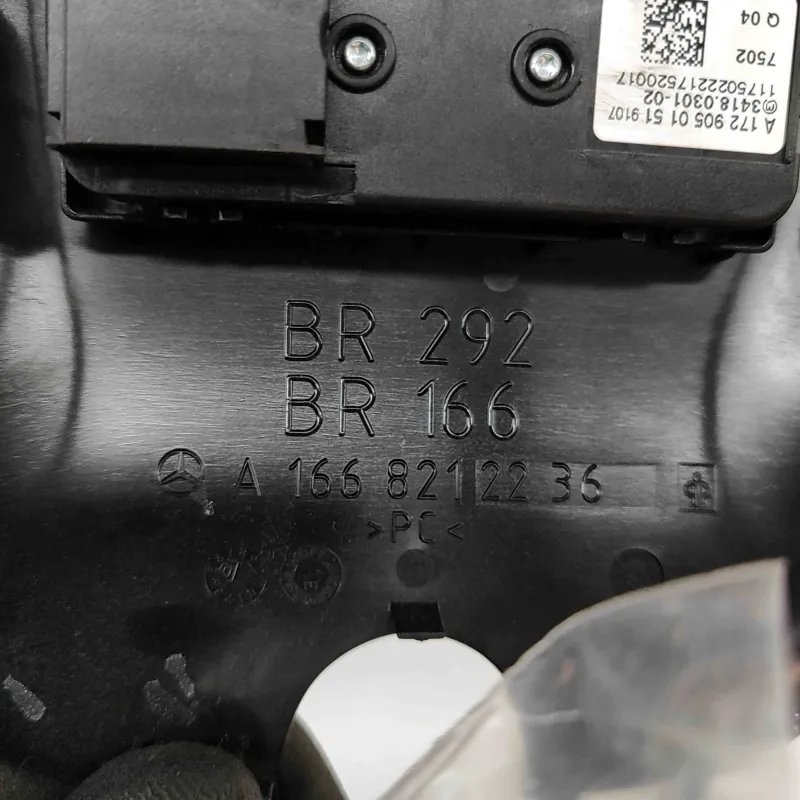 A 172 905 01 51 9107
3418.0301-02
1175022217520017
7502
Q 04
BR 292
BR 166
A 166 821 22 36
>PC<